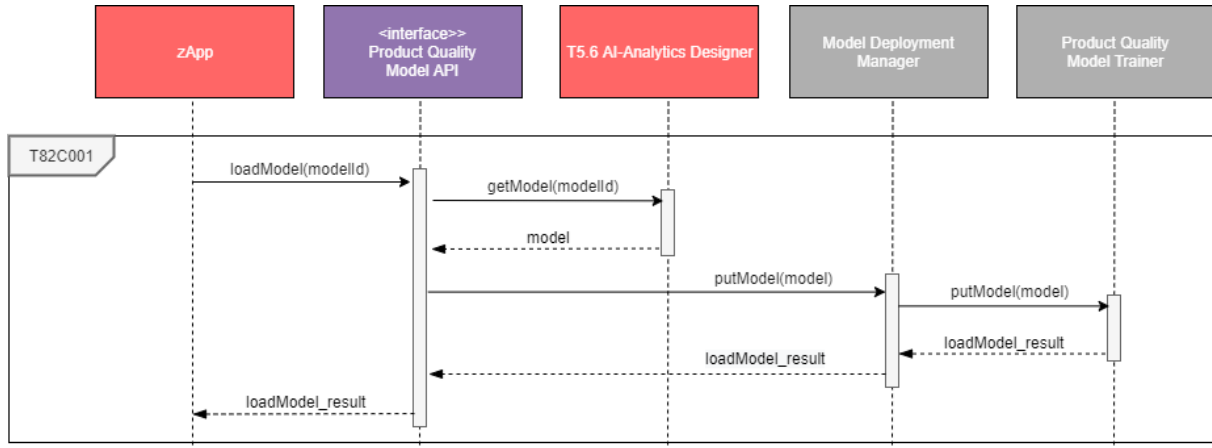 zApp
<interface>>
Product Quality
Model API
T5.6 AI-Analytics Designer
Model Deployment
Manager
Product Quality
Model Trainer
T82C001
loadModel(modelId)
getModel(modelId)
model
putModel(model)
putModel(model)
loadModel_result
loadModel_result
loadModel_result